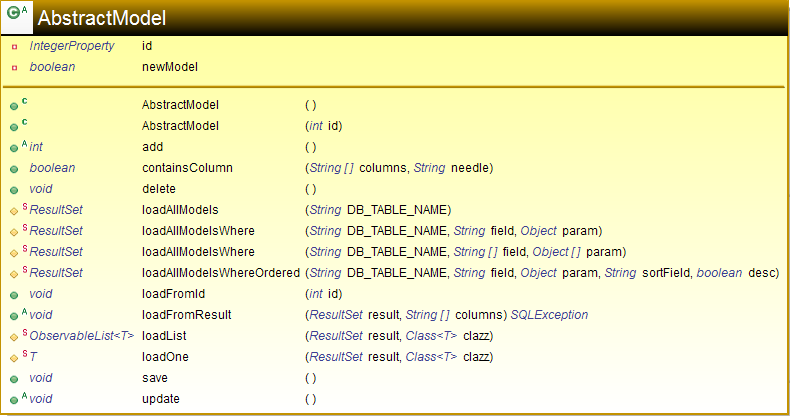 C A AbstractModel
IntegerProperty id
boolean newModel
C AbstractModel ( )
C AbstractModel (int id)
A int add ( )
boolean containsColumn (String[] columns, String needle)
void delete ( )
S ResultSet loadAllModels (String DB_TABLE_NAME)
S ResultSet loadAllModelsWhere (String DB_TABLE_NAME, String field, Object param)
S ResultSet loadAllModelsWhere (String DB_TABLE_NAME, String[] field, Object[] param)
S ResultSet loadAllModelsWhereOrdered (String DB_TABLE_NAME, String field, Object param, String sortField, boolean desc)
void loadFromId (int id)
A void loadFromResult (ResultSet result, String[] columns) SQLException
S ObservableList<T> loadList (ResultSet result, Class<T> clazz)
S T loadOne (ResultSet result, Class<T> clazz)
void save ( )
A void update ( )